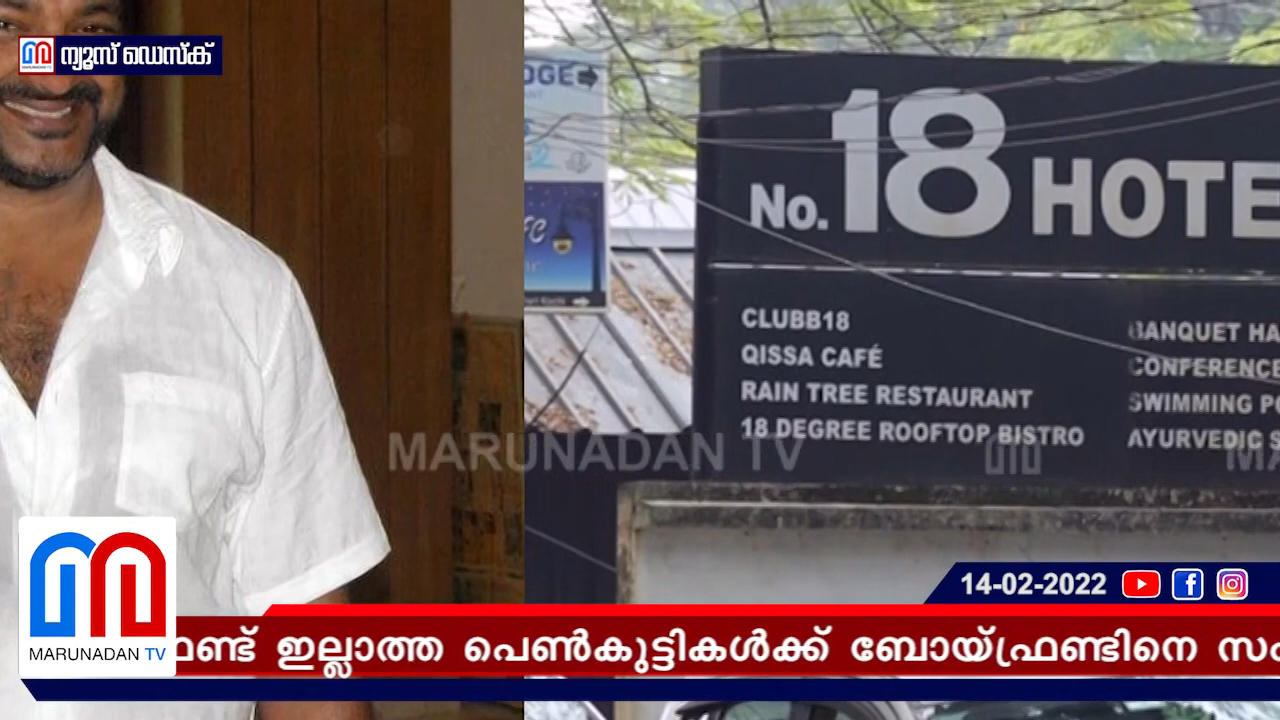 ന്യൂസ് ഡെസ്ക്
No. 18 HOTE
CLUBB18
QISSA CAFÉ
RAIN TREE RESTAURANT
18 DEGREE ROOFTOP BISTRO
BANQUET HA
CONFERENCE
SWIMMING PO
AYURVEDIC S
MARUNADAN TV
14-02-2022
ഫ്രണ്ട് ഇല്ലാത്ത പെൺകുട്ടികൾക്ക് ബോയ്ഫ്രണ്ടിനെ സം
MARUNADAN TV